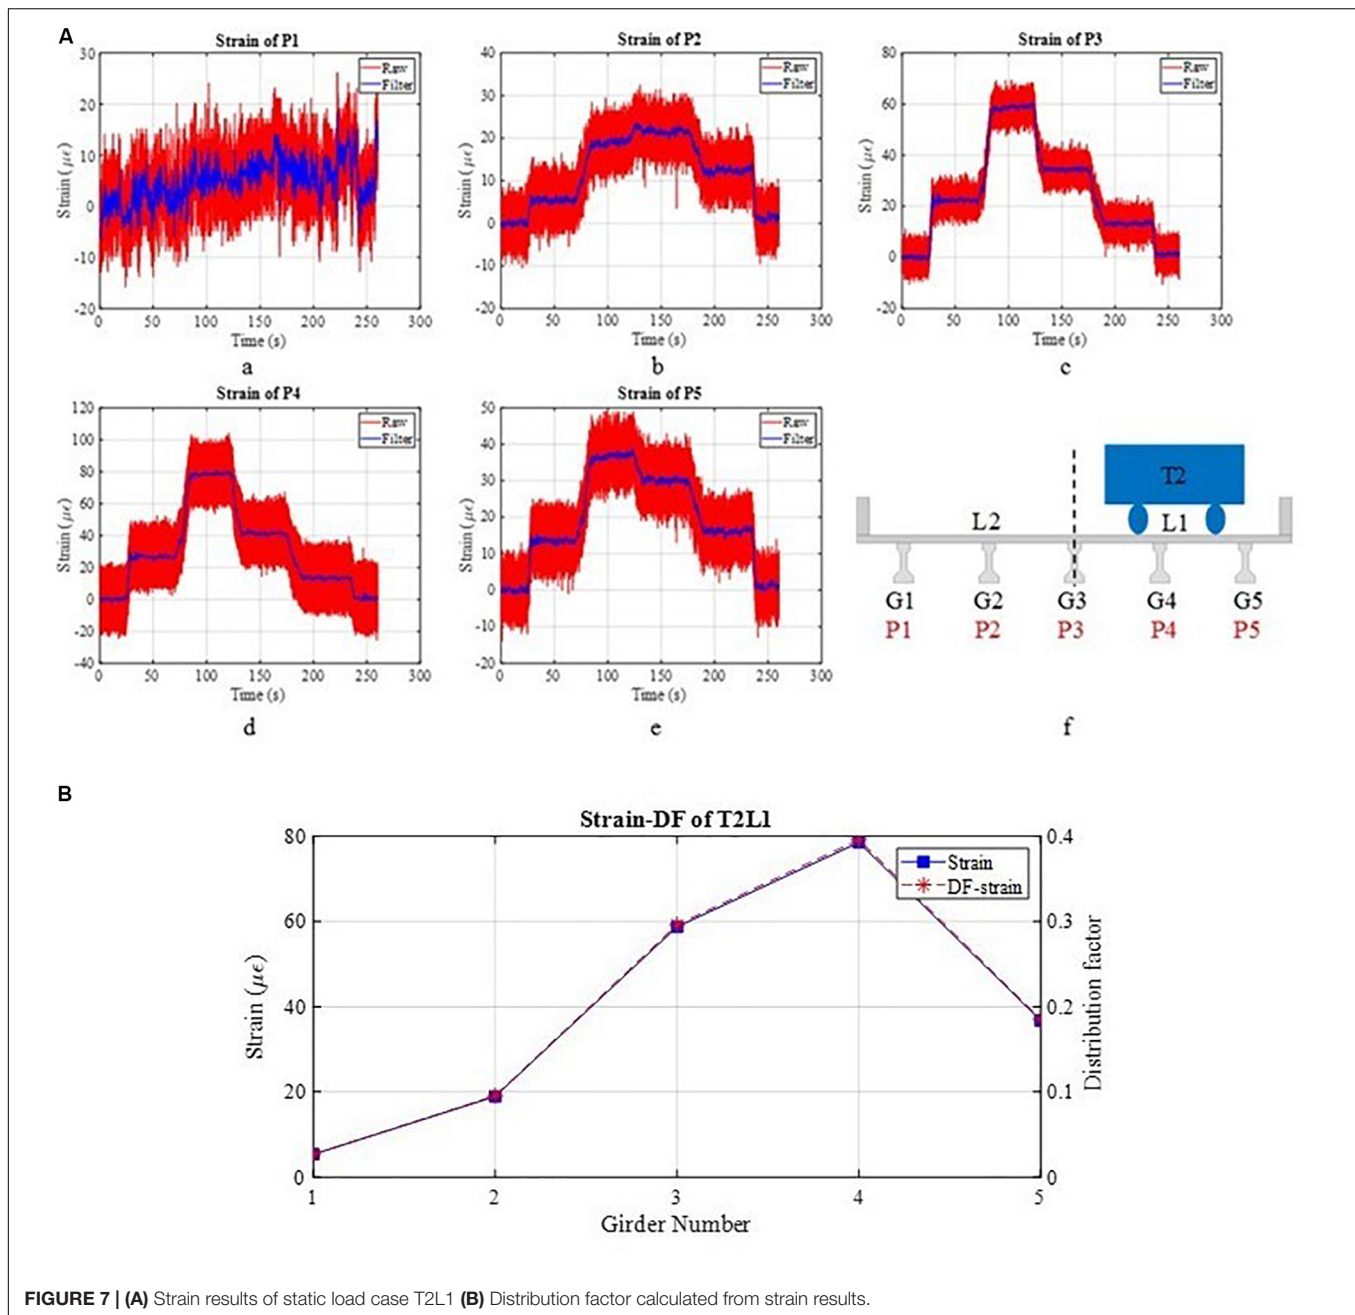 A
Strain of P1
Raw
Filter
Strain (με)
30
20
10
0
-10
-20
0 50 100 150 200 250 300
Time (s)
a
Strain of P2
Raw
Filter
Strain (με)
40
30
20
10
0
-10
-20
0 50 100 150 200 250 300
Time (s)
b
Strain of P3
Raw
Filter
Strain (με)
80
60
40
20
0
-20
0 50 100 150 200 250 300
Time (s)
c
Strain of P4
Raw
Filter
Strain (με)
120
100
80
60
40
20
0
-20
-40
0 50 100 150 200 250 300
Time (s)
d
Strain of P5
Raw
Filter
Strain (με)
50
40
30
20
10
0
-10
-20
0 50 100 150 200 250 300
Time (s)
e
T2
L2 L1
G1 G2 G3 G4 G5
P1 P2 P3 P4 P5
f
B
Strain-DF of T2L1
Strain
DF-strain
Strain (με)
80
60
40
20
0
Distribution factor
0.4
0.3
0.2
0.1
0
1 2 3 4 5
Girder Number
FIGURE 7 | (A) Strain results of static load case T2L1 (B) Distribution factor calculated from strain results.